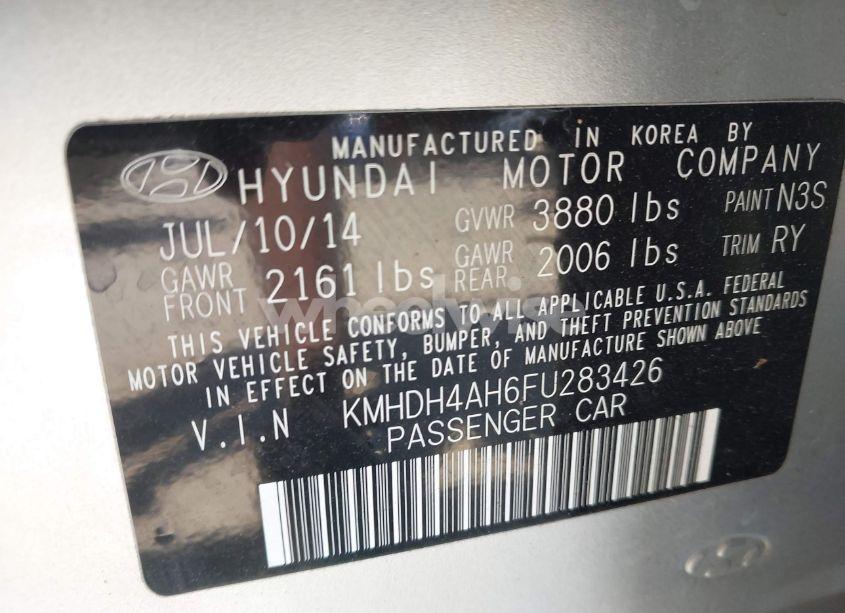 MANUFACTURED IN KOREA BY
HYUNDAI MOTOR COMPANY
JUL/10/14 GVWR 3880 lbs PAINT N3S
GAWR FRONT 2161 lbs GAWR REAR 2006 lbs TRIM RY
THIS VEHICLE CONFORMS TO ALL APPLICABLE U.S.A. FEDERAL
MOTOR VEHICLE SAFETY, BUMPER, AND THEFT PREVENTION STANDARDS
IN EFFECT ON THE DATE OF MANUFACTURE SHOWN ABOVE
V.I.N KMHDH4AH6FU283426
PASSENGER CAR
wheelwise